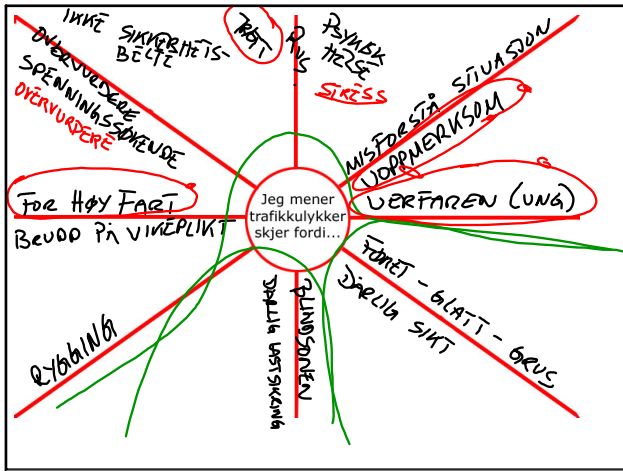 IKKE SIKKERHETS-
BELTE
TRØTT
RUS
PSYKISK
HELSE
STRESS
OVERVURDERE
SPENNINGSSØKENDE
OVERVURDERE
MISFORSTÅ SITUASJON
UOPPMERKSOM
FOR HØY FART
UERFAREN (UNG)
Jeg mener
trafikkulykker
skjer fordi...
BRUDD PÅ VIKEPLIKT
FØRET - GLATT - GRUS
DÅRLIG SIKT
RYGGING
DÅRLIG LASTSIKRING
BLINDSONEN